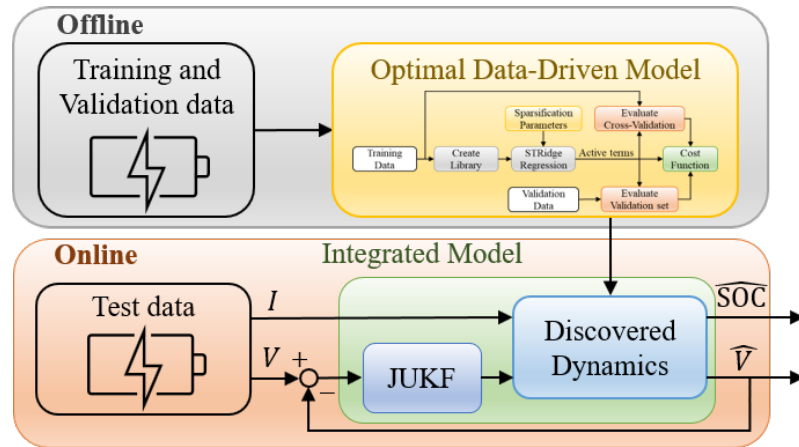 Offline
Training and
Validation data
Optimal Data-Driven Model
Sparsification
Parameters
Evaluate
Cross-Validation
Training
Data
Create
Library
STRidge
Regression
Active terms
Cost
Function
Validation
Data
Evaluate
Validation set
Online
Integrated Model
Test data
I
V
+
−
JUKF
Discovered
Dynamics
\widehat{SOC}
\widehat{V}